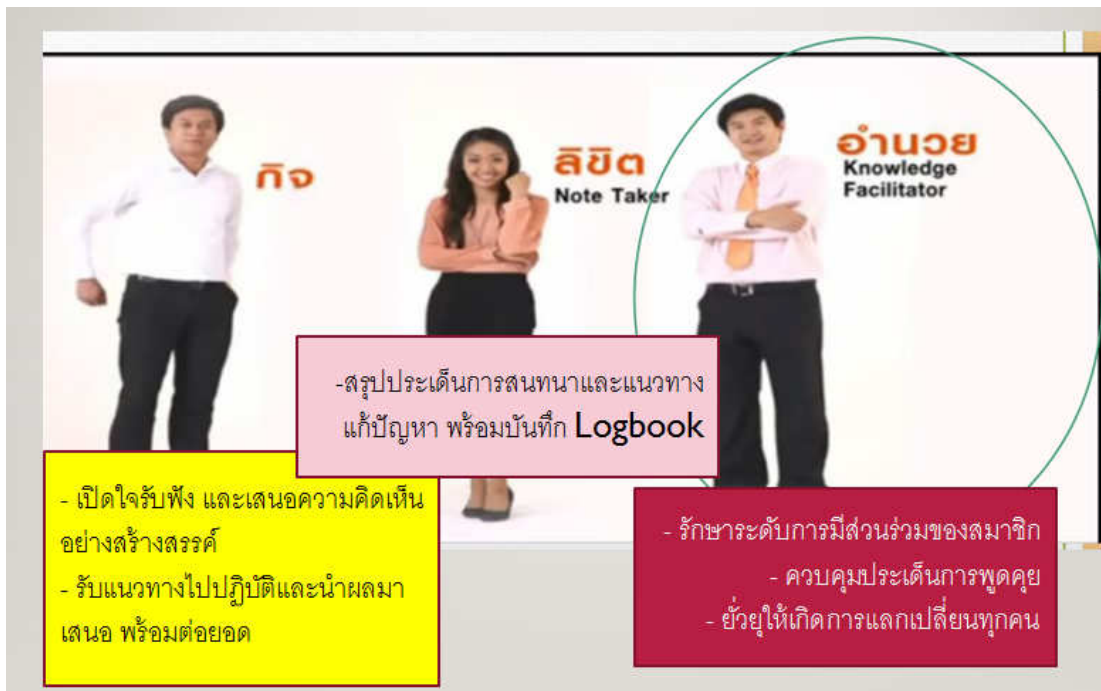 กิจ
ลิขิต
Note Taker
อำนวย
Knowledge
Facilitator
-สรุปประเด็นการสนทนาและแนวทาง
แก้ปัญหา พร้อมบันทึก Logbook
- เปิดใจรับฟัง และเสนอความคิดเห็น
อย่างสร้างสรรค์
- รับแนวทางไปปฏิบัติและนำผลมา
เสนอ พร้อมต่อยอด
- รักษาระดับการมีส่วนร่วมของสมาชิก
- ควบคุมประเด็นการพูดคุย
- ยั่วยุให้เกิดการแลกเปลี่ยนทุกคน